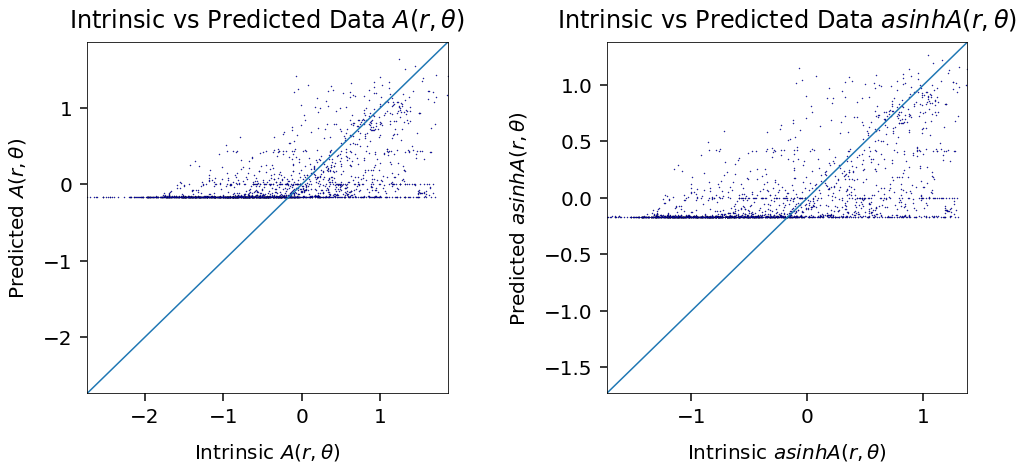 Intrinsic vs Predicted Data A(r, θ)
Predicted A(r, θ)
1
0
−1
−2
−2 −1 0 1
Intrinsic A(r, θ)
Intrinsic vs Predicted Data asinhA(r, θ)
Predicted asinhA(r, θ)
1.0
0.5
0.0
−0.5
−1.0
−1.5
−1 0 1
Intrinsic asinhA(r, θ)